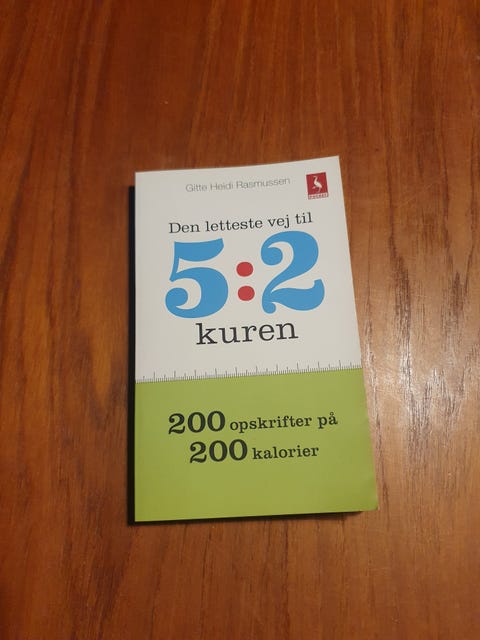 Gitte Heidi Rasmussen
Den letteste vej til
5:2
kuren
200 opskrifter på
200 kalorier